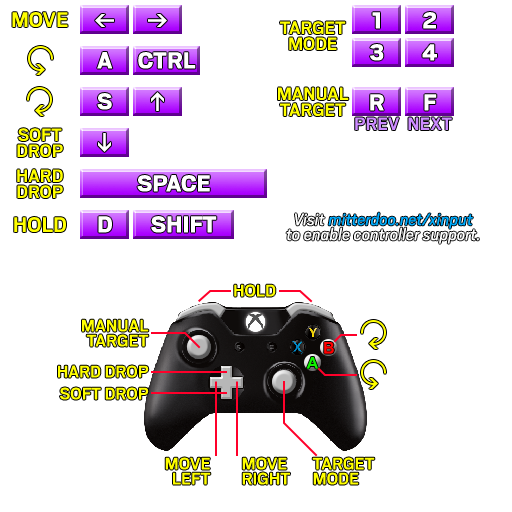 MOVE ← →
A CTRL
S ↑
SOFT DROP ↓
HARD DROP SPACE
HOLD D SHIFT
TARGET MODE 1 2
3 4
MANUAL TARGET R F
PREV NEXT
Visit mitterdoo.net/xinput
to enable controller support.
HOLD
MANUAL
TARGET
HARD DROP
SOFT DROP
Y
X B
A
MOVE
LEFT
MOVE
RIGHT
TARGET
MODE